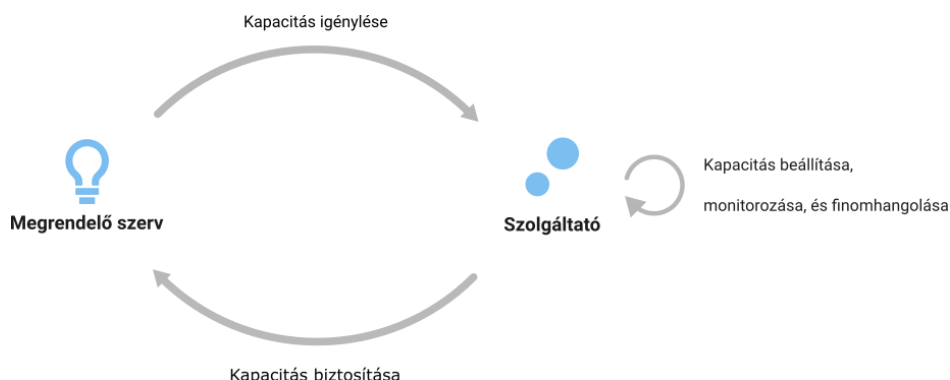 Kapacitás igénylése
Megrendelő szerv
Szolgáltató
Kapacitás beállítása,
monitorozása, és finomhangolása
Kapacitás biztosítása